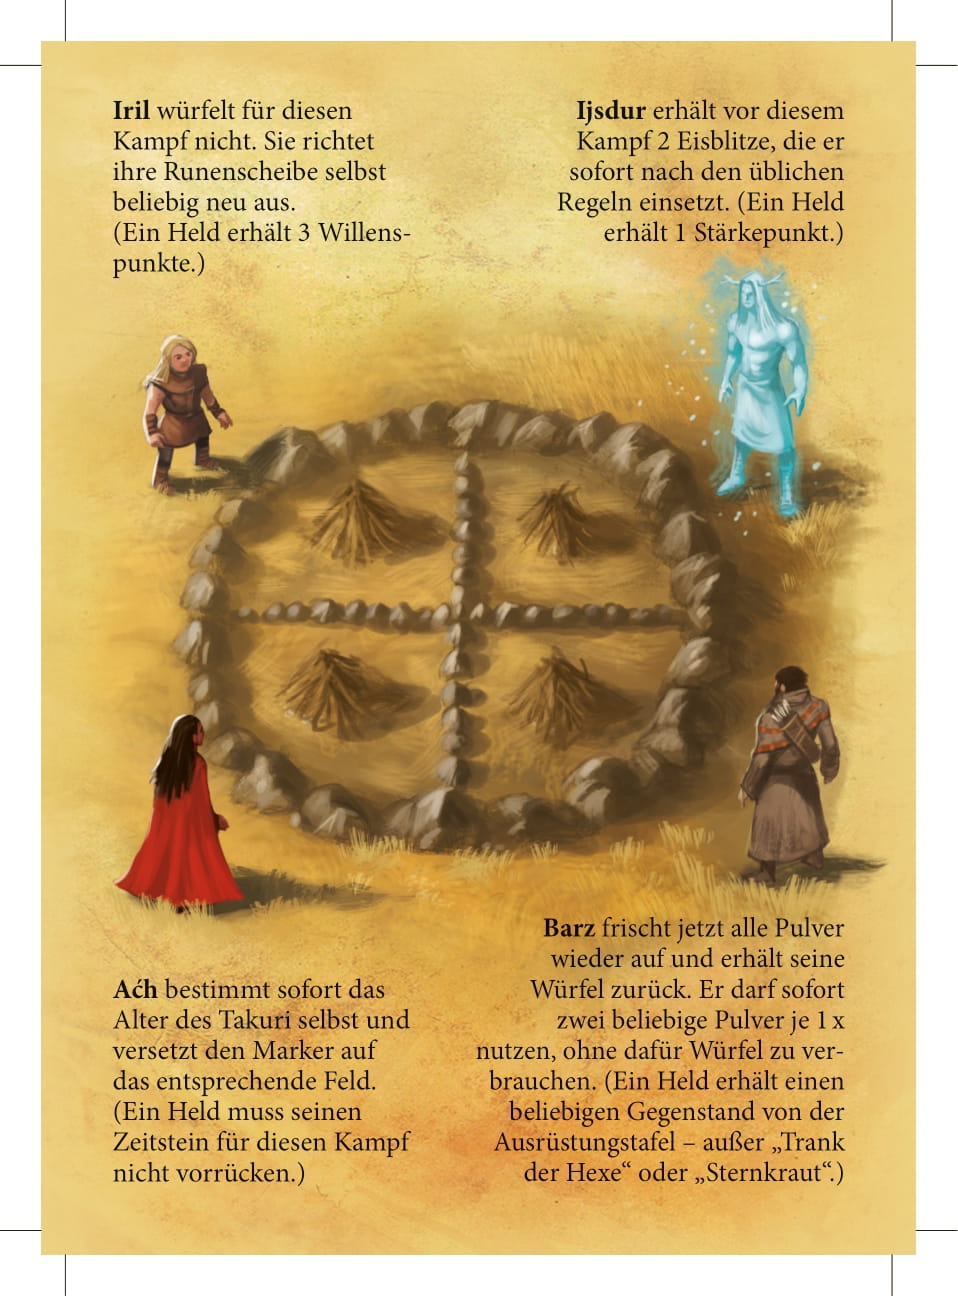 Iril würfelt für diesen
Kampf nicht. Sie richtet
ihre Runenscheibe selbst
beliebig neu aus.
(Ein Held erhält 3 Willens-
punkte.)
Ijsdur erhält vor diesem
Kampf 2 Eisblitze, die er
sofort nach den üblichen
Regeln einsetzt. (Ein Held
erhält 1 Stärkepunkt.)
Aćh bestimmt sofort das
Alter des Takuri selbst und
versetzt den Marker auf
das entsprechende Feld.
(Ein Held muss seinen
Zeitstein für diesen Kampf
nicht vorrücken.)
Barz frischt jetzt alle Pulver
wieder auf und erhält seine
Würfel zurück. Er darf sofort
zwei beliebige Pulver je 1 x
nutzen, ohne dafür Würfel zu ver-
brauchen. (Ein Held erhält einen
beliebigen Gegenstand von der
Ausrüstungstafel – außer „Trank
der Hexe“ oder „Sternkraut“.)